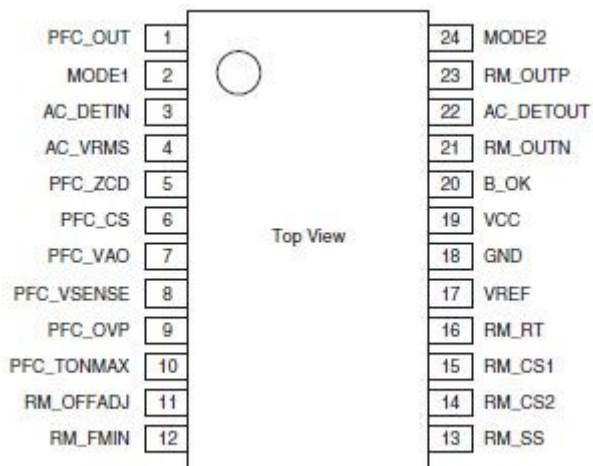 PFC_OUT 1 24 MODE2
MODE1 2 23 RM_OUTP
AC_DETIN 3 22 AC_DETOUT
AC_VRMS 4 21 RM_OUTN
PFC_ZCD 5 20 B_OK
PFC_CS 6 19 VCC
Top View
PFC_VAO 7 18 GND
PFC_VSENSE 8 17 VREF
PFC_OVP 9 16 RM_RT
PFC_TONMAX 10 15 RM_CS1
RM_OFFADJ 11 14 RM_CS2
RM_FMIN 12 13 RM_SS